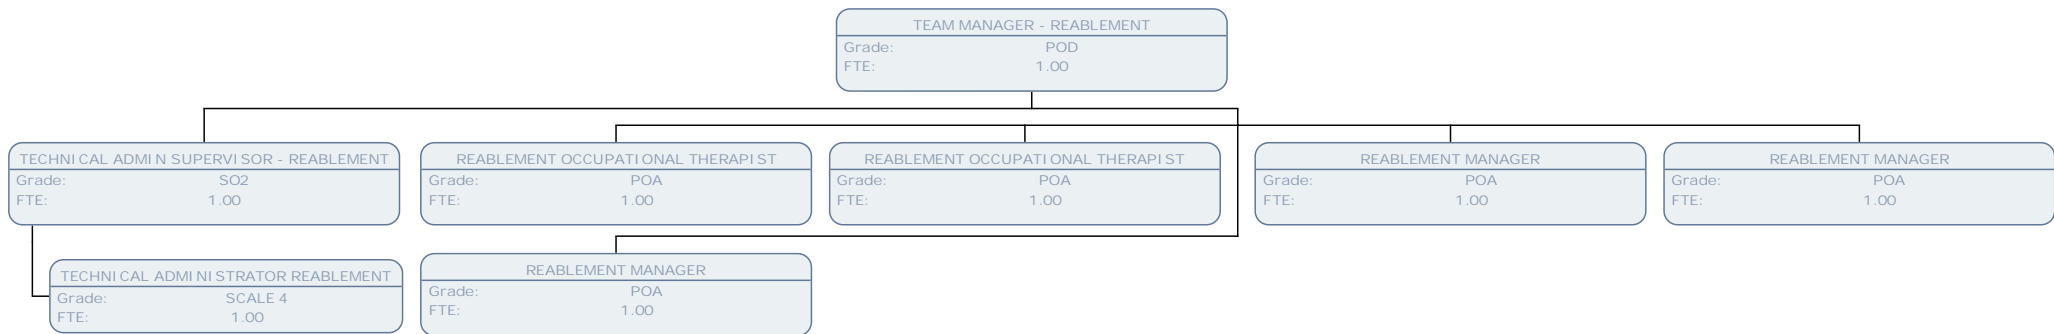 TEAM MANAGER - REABLEMENT
Grade: POD
FTE: 1.00
TECHNICAL ADMIN SUPERVISOR - REABLEMENT
Grade: SO2
FTE: 1.00
REABLEMENT OCCUPATIONAL THERAPIST
Grade: POA
FTE: 1.00
REABLEMENT OCCUPATIONAL THERAPIST
Grade: POA
FTE: 1.00
REABLEMENT MANAGER
Grade: POA
FTE: 1.00
REABLEMENT MANAGER
Grade: POA
FTE: 1.00
TECHNICAL ADMINISTRATOR REABLEMENT
Grade: SCALE 4
FTE: 1.00
REABLEMENT MANAGER
Grade: POA
FTE: 1.00